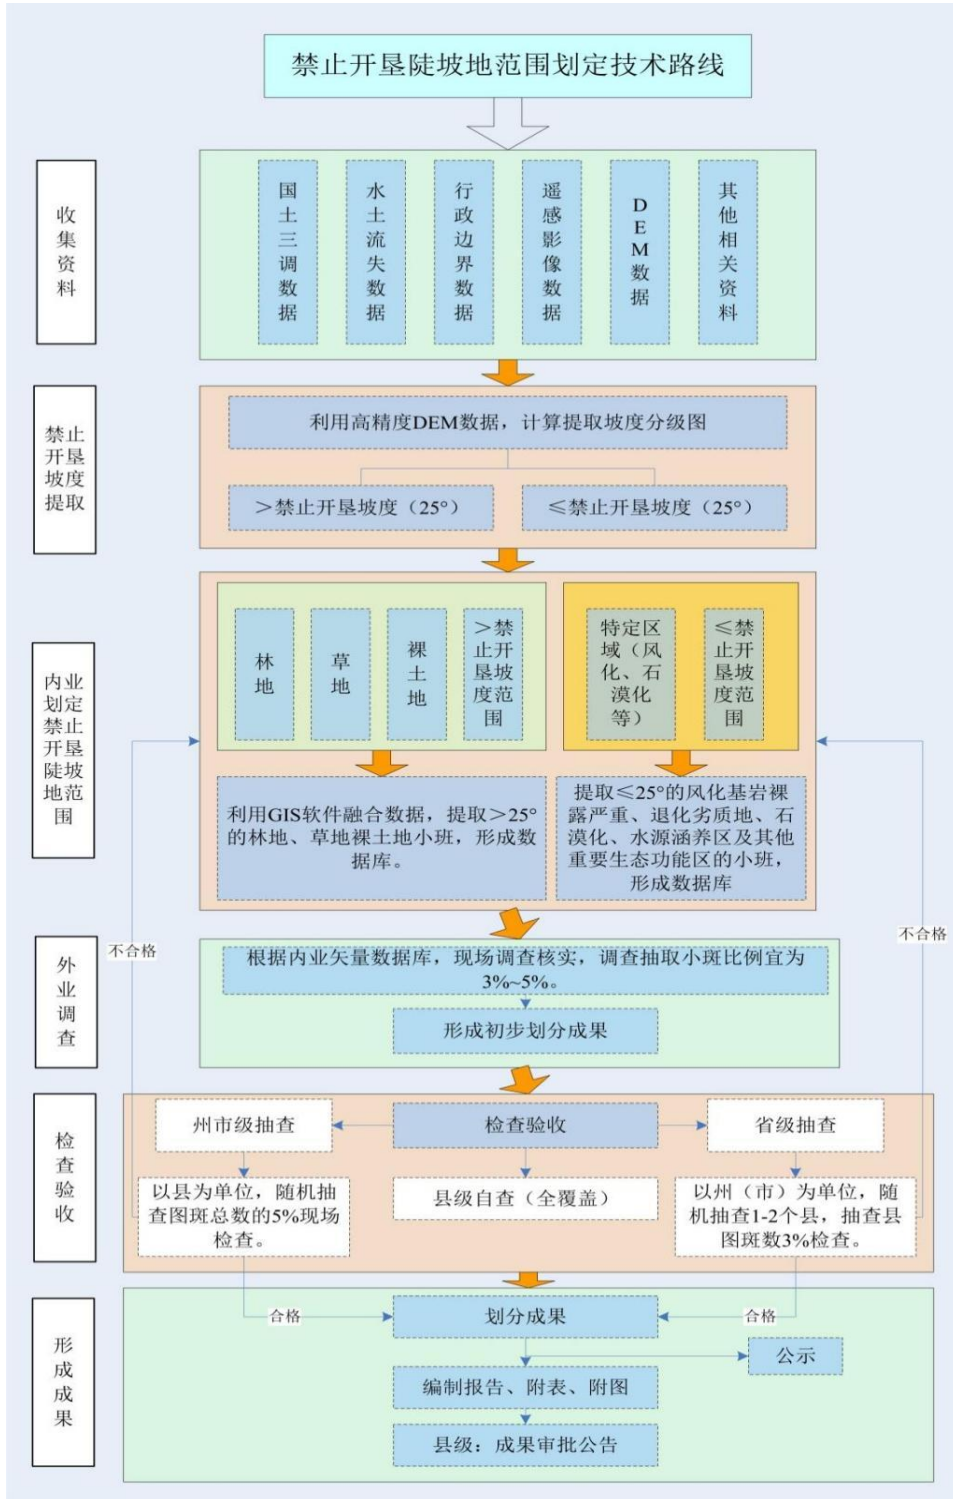 禁止开垦陡坡地范围划定技术路线
收集资料
国土三调数据
水土流失数据
行政边界数据
遥感影像数据
DEM数据
其他相关资料
禁止
开垦
坡度
提取
利用高精度DEM数据，计算提取坡度分级图
＞禁止开垦坡度（25°）
≤禁止开垦坡度（25°）
内业
划定
禁止
开垦
陡坡
地范
围
林地
草地
裸土地
＞禁
止开
垦坡
度范
围
特定区
域（风
化、石
漠化
等）
≤禁
止开
垦坡
度范
围
利用GIS软件融合数据，提取＞25°
的林地、草地裸土地小班，形成数
据库。
提取≤25°的风化基岩裸
露严重、退化劣质地、石
漠化、水源涵养区及其他
重要生态功能区的小班，
形成数据库
不合格
不合格
外业调查
根据内业矢量数据库，现场调查核实，调查抽取小斑比例宜为
3%~5%。
形成初步划分成果
检查验收
州市级抽查
检查验收
省级抽查
以县为单位，随机抽
查图斑总数的5%现场
检查。
县级自查（全覆盖）
以州（市）为单位，随
机抽查1-2个县，抽查县
图斑数3%检查。
形成成果
合格
划分成果
合格
公示
编制报告、附表、附图
县级：成果审批公告